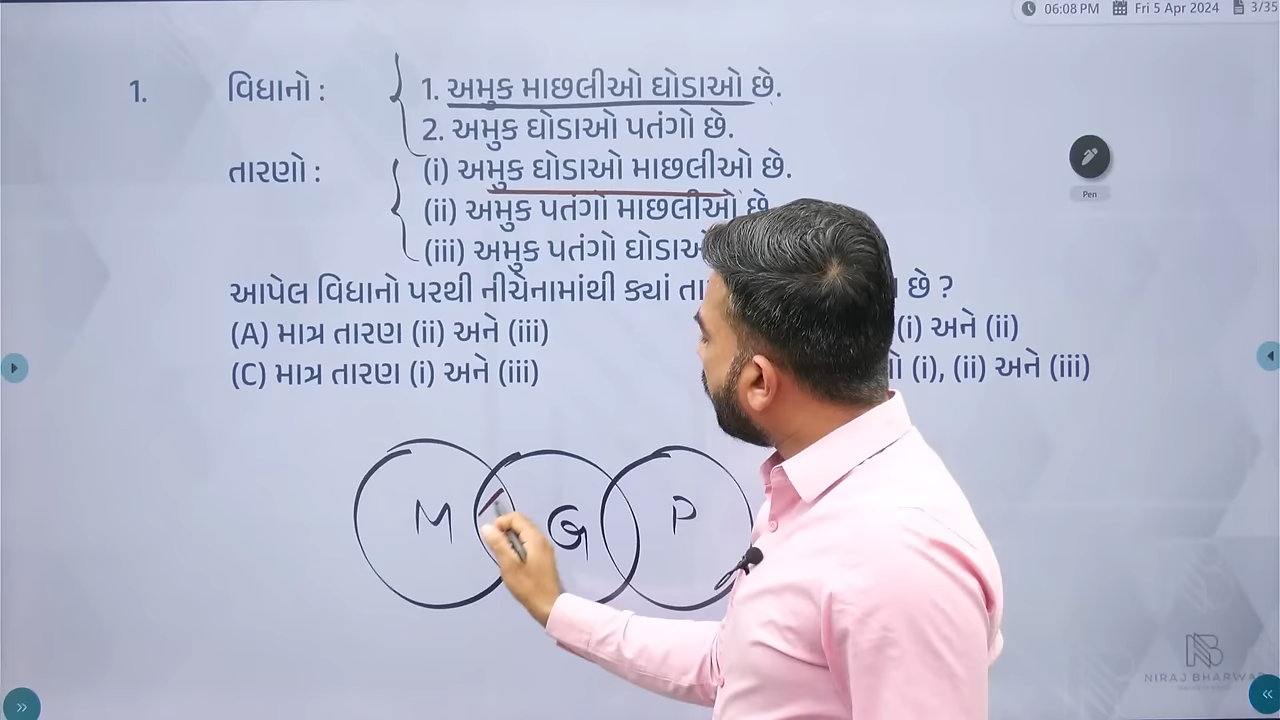 06:08 PM Fri 5 Apr 2024 3/35
1. વિધાનો : 1. અમુક માછલીઓ ઘોડાઓ છે.
2. અમુક ઘોડાઓ પતંગો છે.
તારણો : (i) અમુક ઘોડાઓ માછલીઓ છે.
Pen
(ii) અમુક પતંગો માછલીઓ છે
(iii) અમુક પતંગો
આપેલ વિધાનો પરથી નીચેનામાંથી ક્યાં છે ?
(A) માત્ર તારણ (ii) અને (iii) (i) અને (ii)
(C) માત્ર તારણ (i) અને (iii) (i), (ii) અને (iii)
M G P
NIRAJ BHARWAD